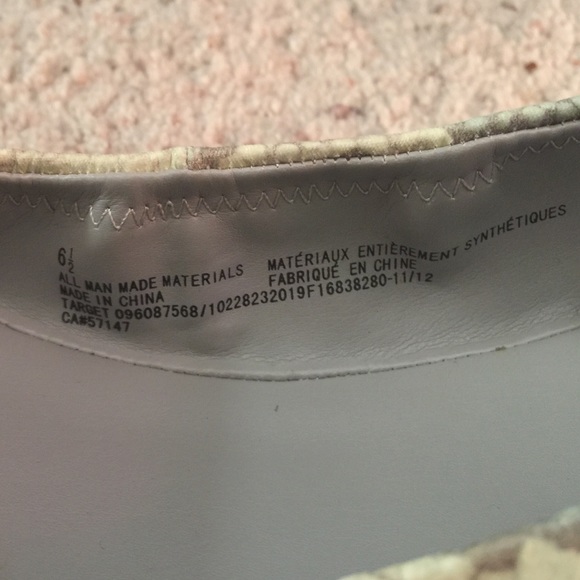 6½
ALL MAN MADE MATERIALS MATÉRIAUX ENTIÈREMENT SYNTHÉTIQUES
MADE IN CHINA FABRIQUÉ EN CHINE
TARGET 096087568/10228232019F16838280-11/12
CA#57147